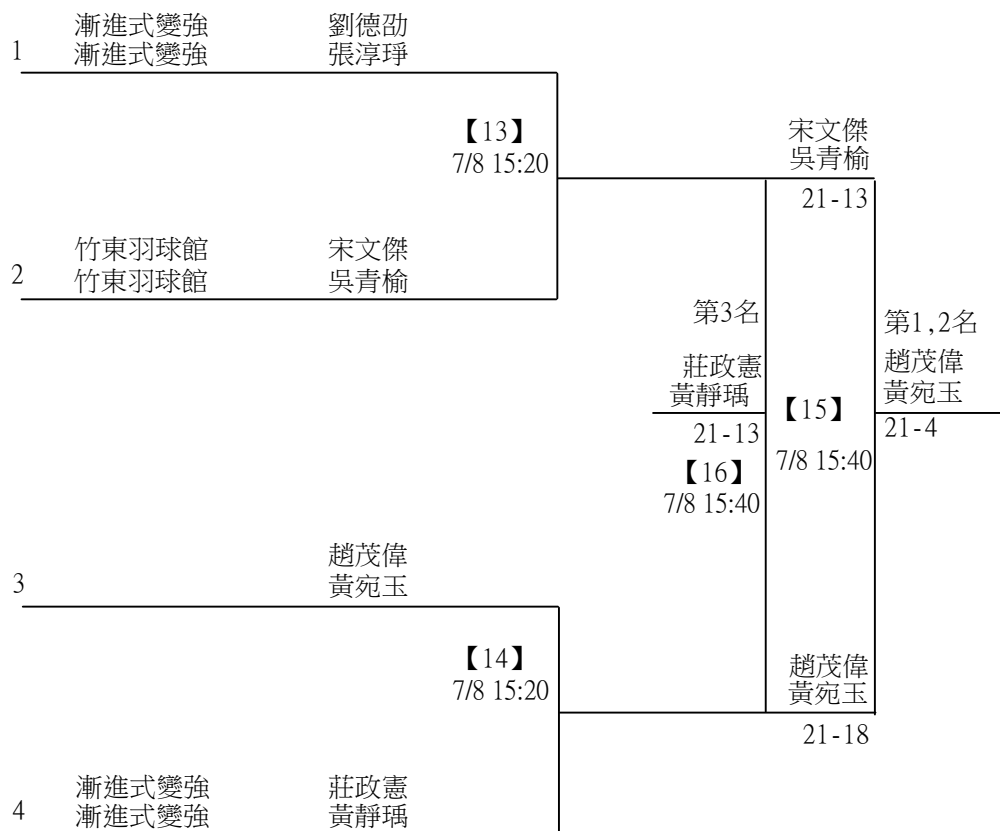 漸進式變強 劉德劭
1 漸進式變強 張淳琤
【13】
7/8 15:20
宋文傑
吳青榆
21-13
竹東羽球館 宋文傑
2 竹東羽球館 吳青榆
第3名
第1,2名
莊政憲
黃靜瑀
21-13
【16】
7/8 15:40
【15】
7/8 15:40
趙茂偉
黃宛玉
21-4
趙茂偉
3 黃宛玉
【14】
7/8 15:20
趙茂偉
黃宛玉
21-18
漸進式變強 莊政憲
4 漸進式變強 黃靜瑀